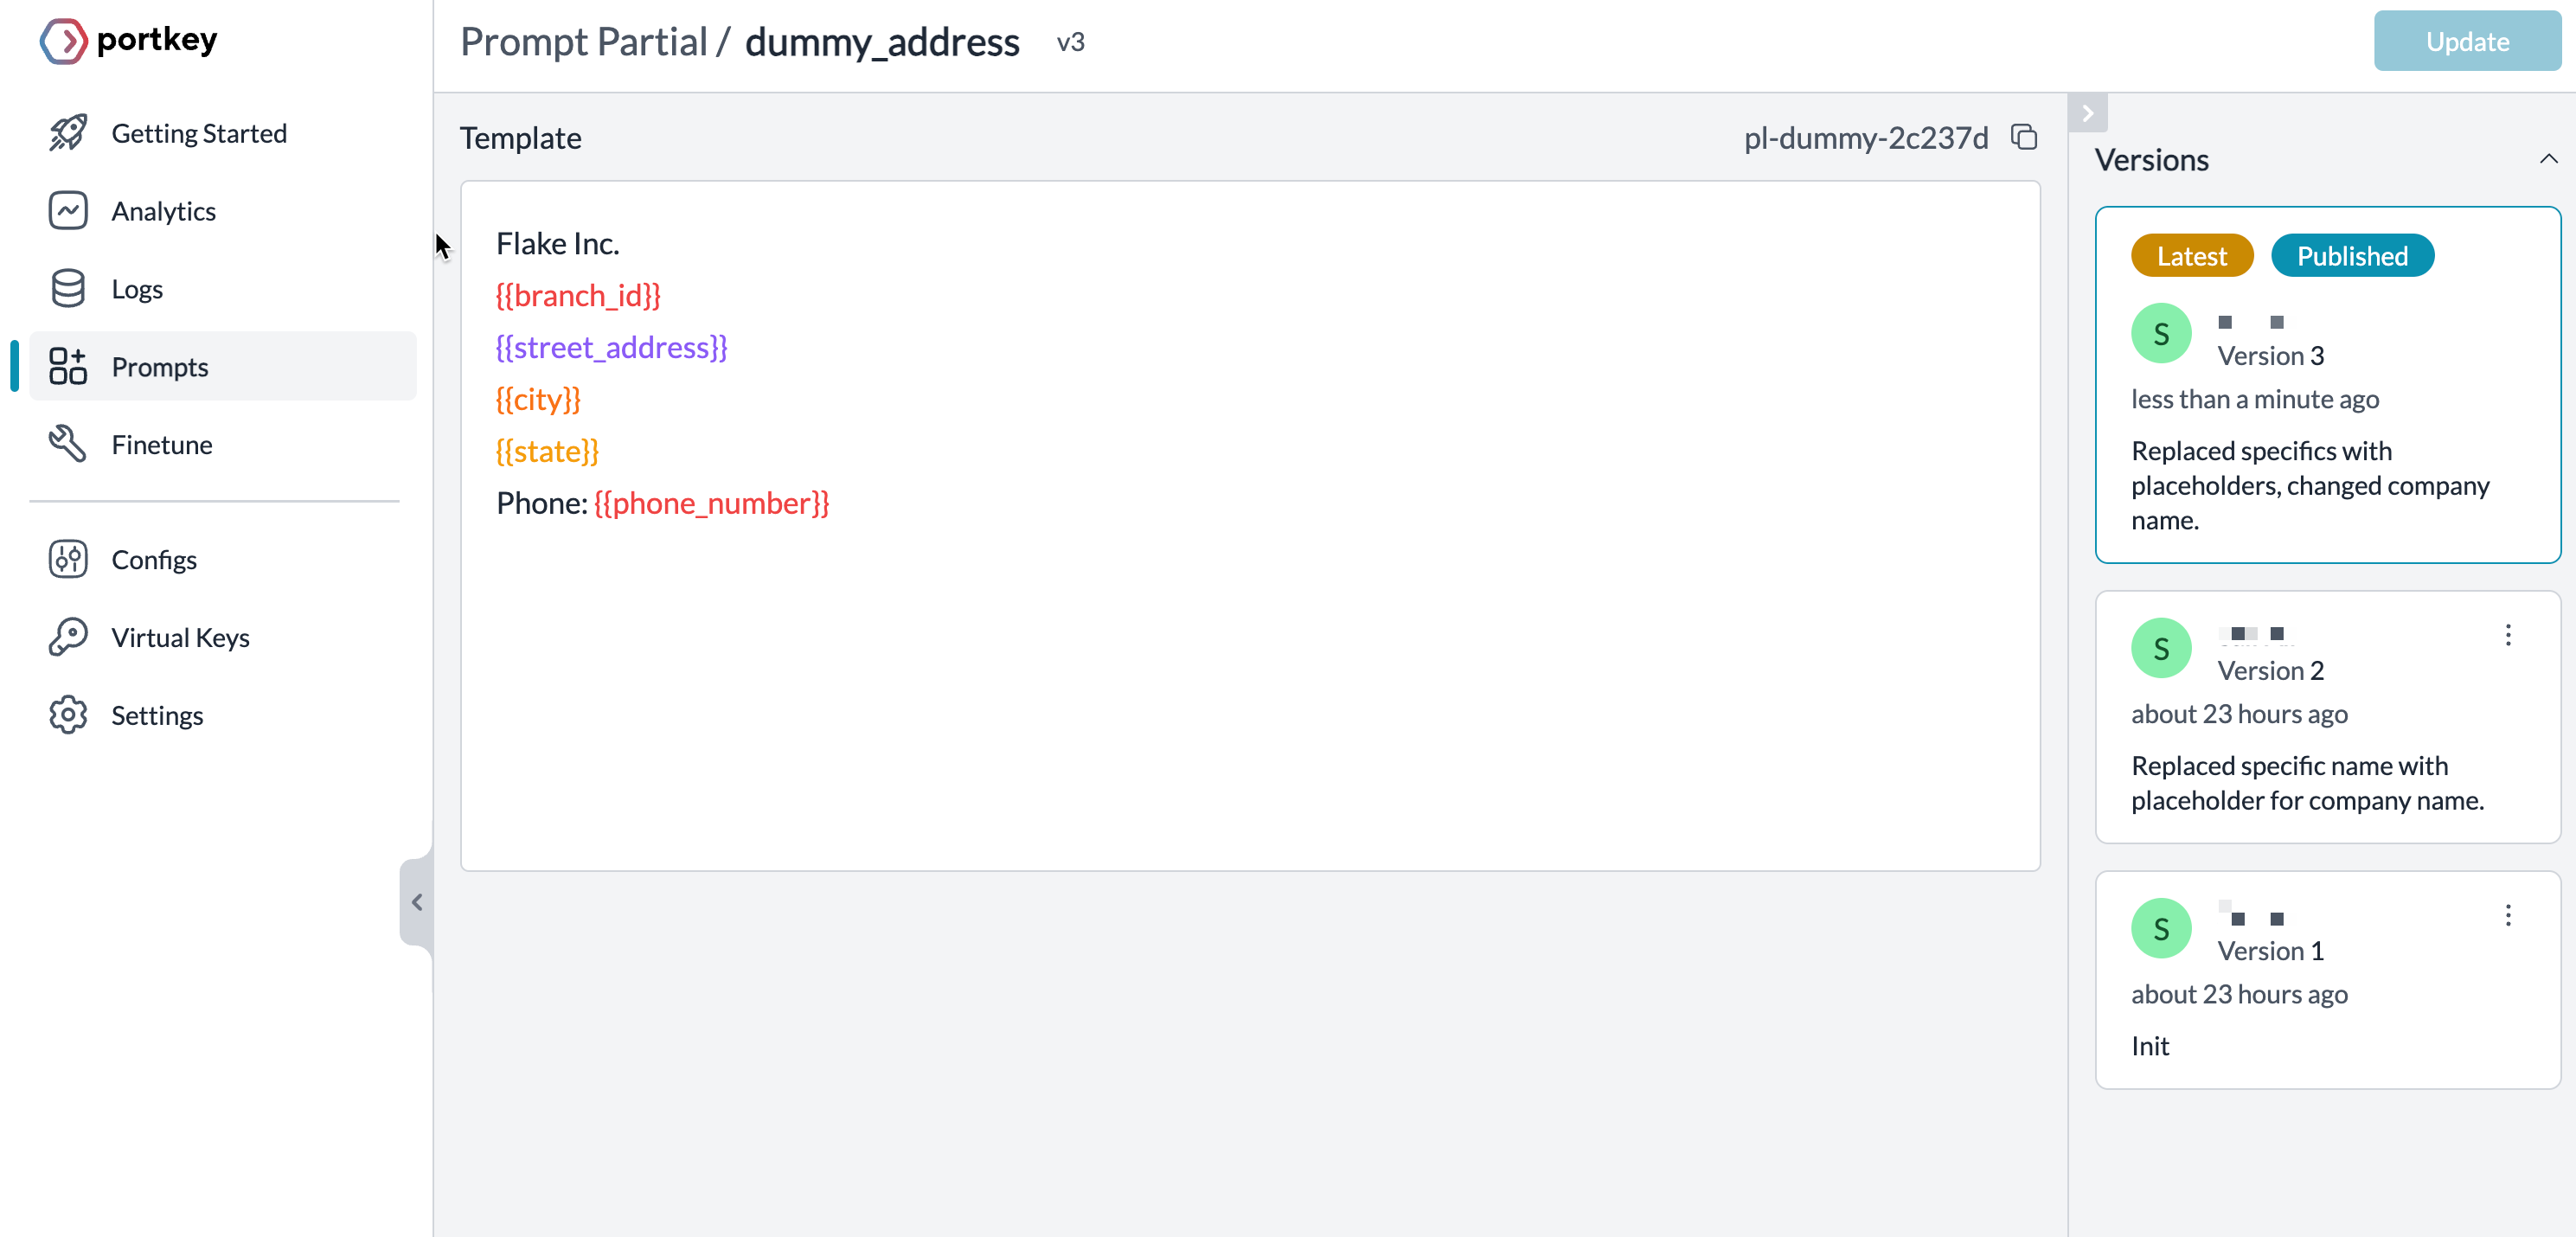 portkey
Getting Started
Analytics
Logs
Prompts
Finetune
Configs
Virtual Keys
Settings
Prompt Partial / dummy_address v3
Update
Template
pl-dummy-2c237d
Flake Inc.
{{branch_id}}
{{street_address}}
{{city}}
{{state}}
Phone: {{phone_number}}
Versions
Latest Published
S
Version 3
less than a minute ago
Replaced specifics with
placeholders, changed company
name.
S
Version 2
about 23 hours ago
Replaced specific name with
placeholder for company name.
S
Version 1
about 23 hours ago
Init